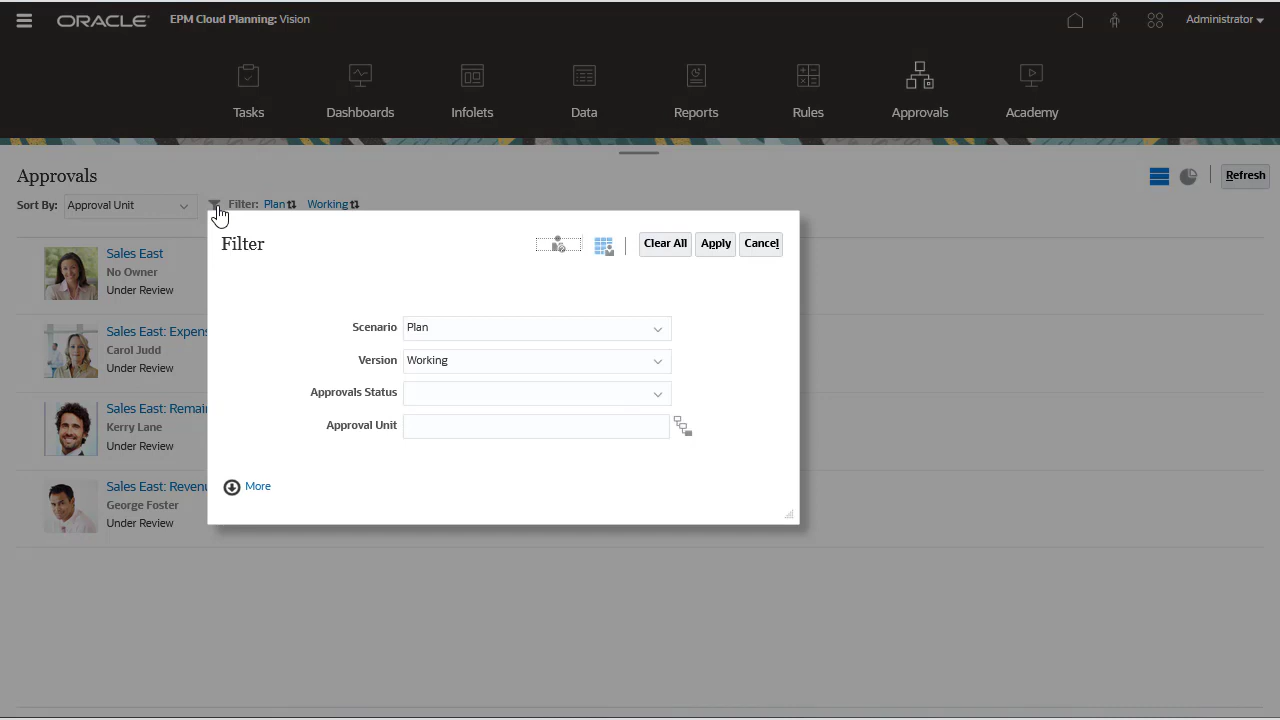 ORACLE EPM Cloud Planning: Vision
Administrator
Tasks Dashboards Infolets Data Reports Rules Approvals Academy
Approvals
Refresh
Sort By: Approval Unit Filter: Plan Working
Filter
Clear All Apply Cancel
Sales East
No Owner
Under Review
Scenario Plan
Sales East: Expens
Carol Judd
Version Working
Under Review
Approvals Status
Sales East: Remain
Approval Unit
Kerry Lane
Under Review
Sales East: Revenu
More
George Foster
Under Review